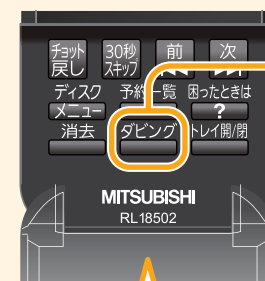 チョット戻し 30秒スキップ 前 次
ディスク 予約一覧 困ったときは
メニュー ?
消去 ダビング トレイ開/閉
MITSUBISHI
RL18502